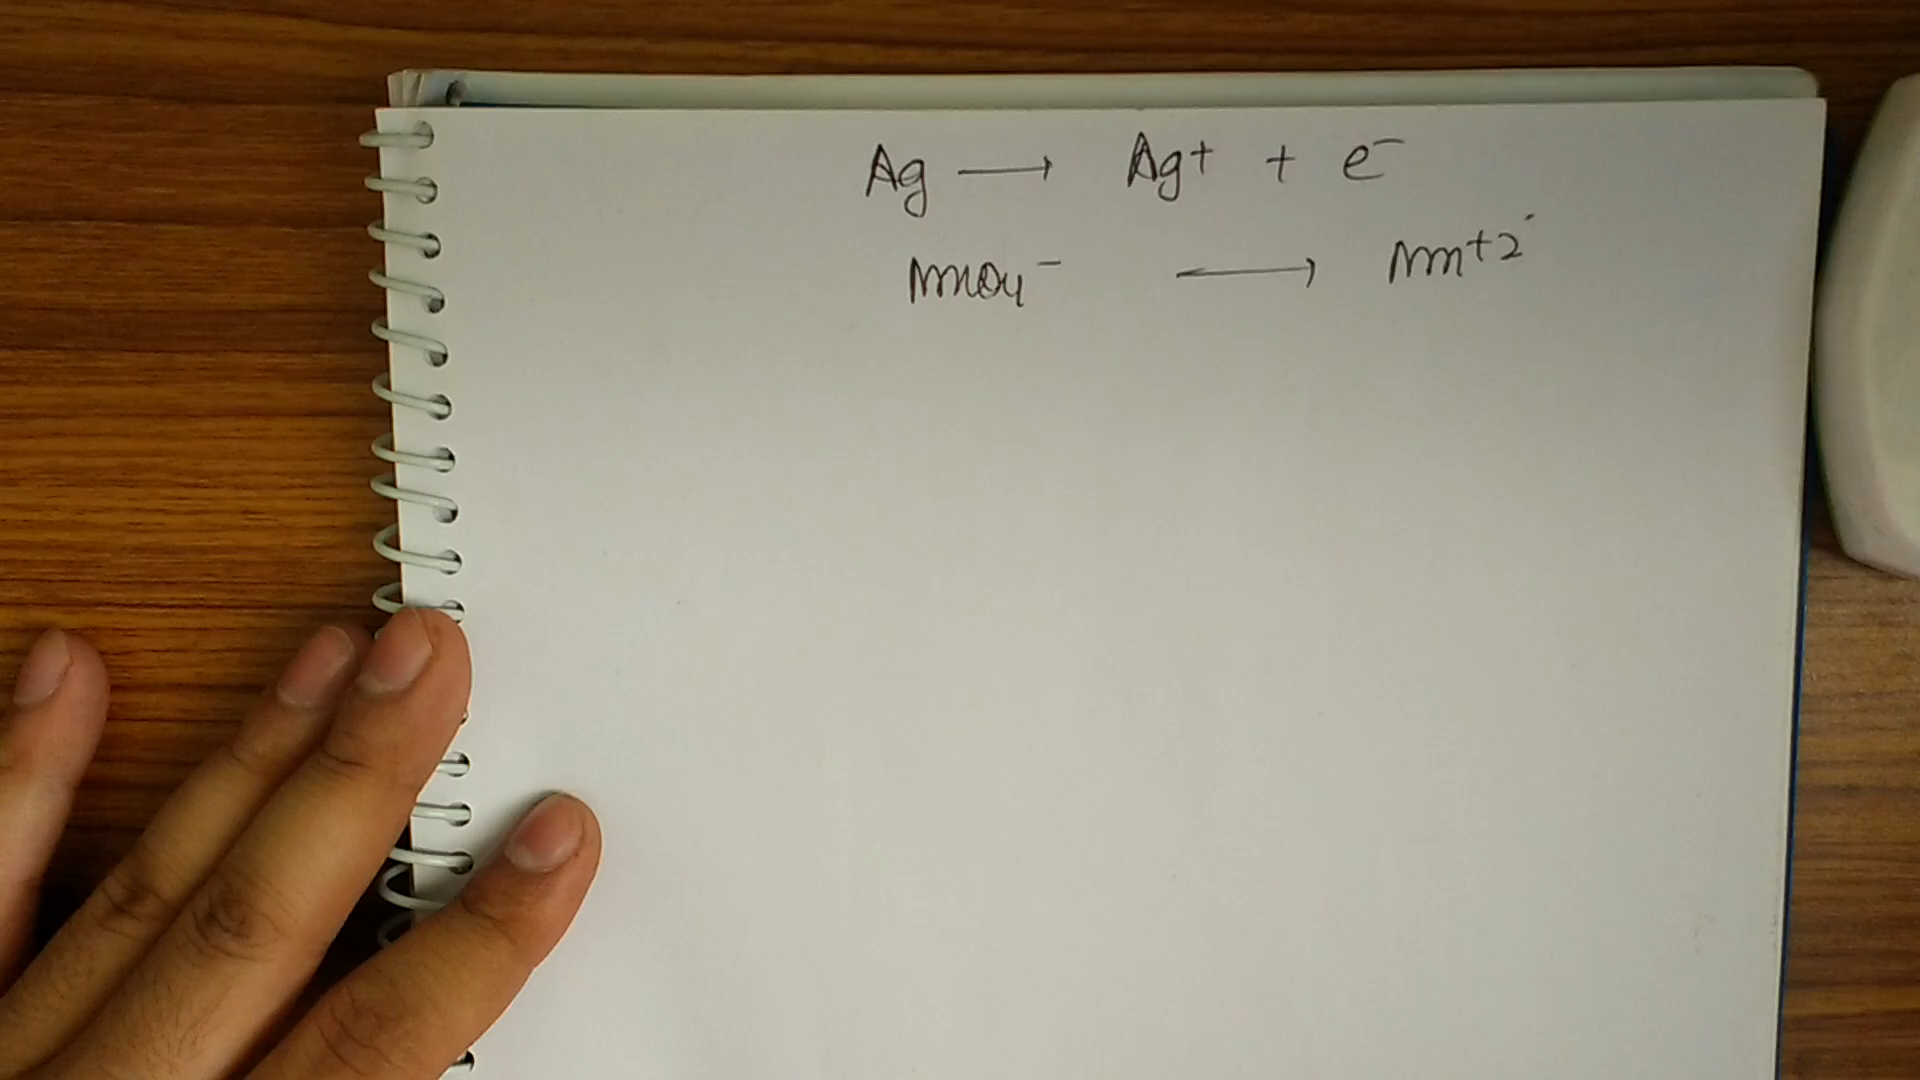 Ag → Ag+ + e-
MnO4- → Mn+2